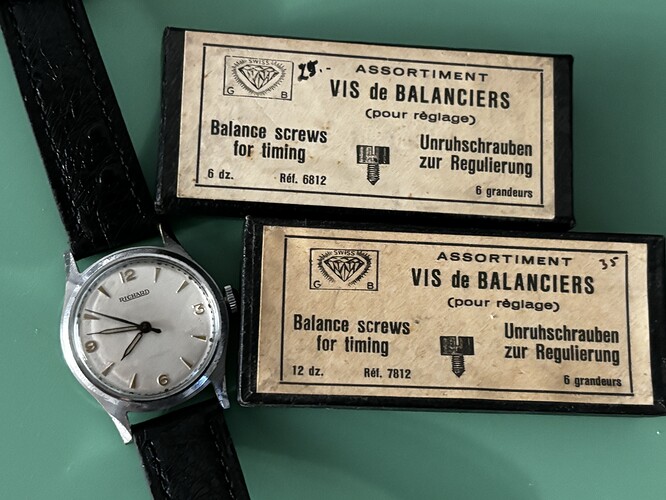 SWISS
G B
25.-
ASSORTIMENT
VIS de BALANCIERS
(pour règlage)
Balance screws
for timing
Unruhschrauben
zur Regulierung
6 dz.
Réf. 6812
6 grandeurs
SWISS
G B
35
ASSORTIMENT
VIS de BALANCIERS
(pour règlage)
Balance screws
for timing
Unruhschrauben
zur Regulierung
12 dz.
Réf. 7812
6 grandeurs
12
RICHARD
3
9
6